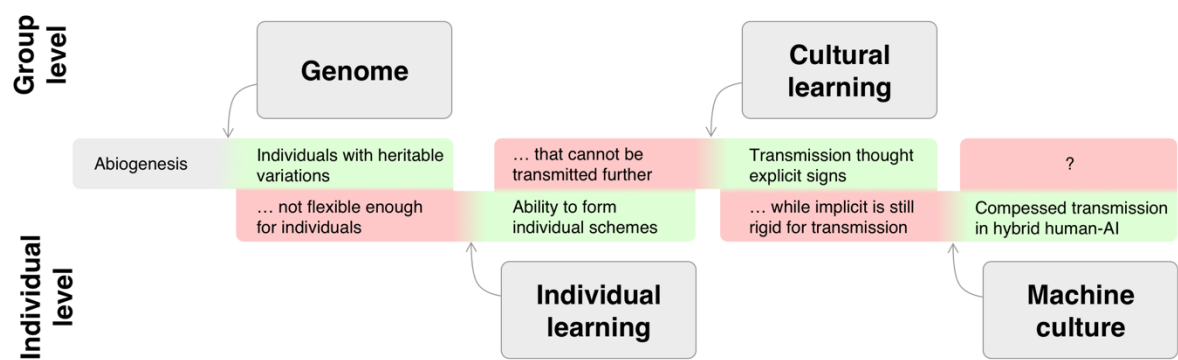 Group
level
Genome
Cultural
learning
Abiogenesis
Individuals with heritable
variations
… that cannot be
transmitted further
Transmission thought
explicit signs
?
… not flexible enough
for individuals
Ability to form
individual schemes
… while implicit is still
rigid for transmission
Compessed transmission
in hybrid human-AI
Individual
level
Individual
learning
Machine
culture